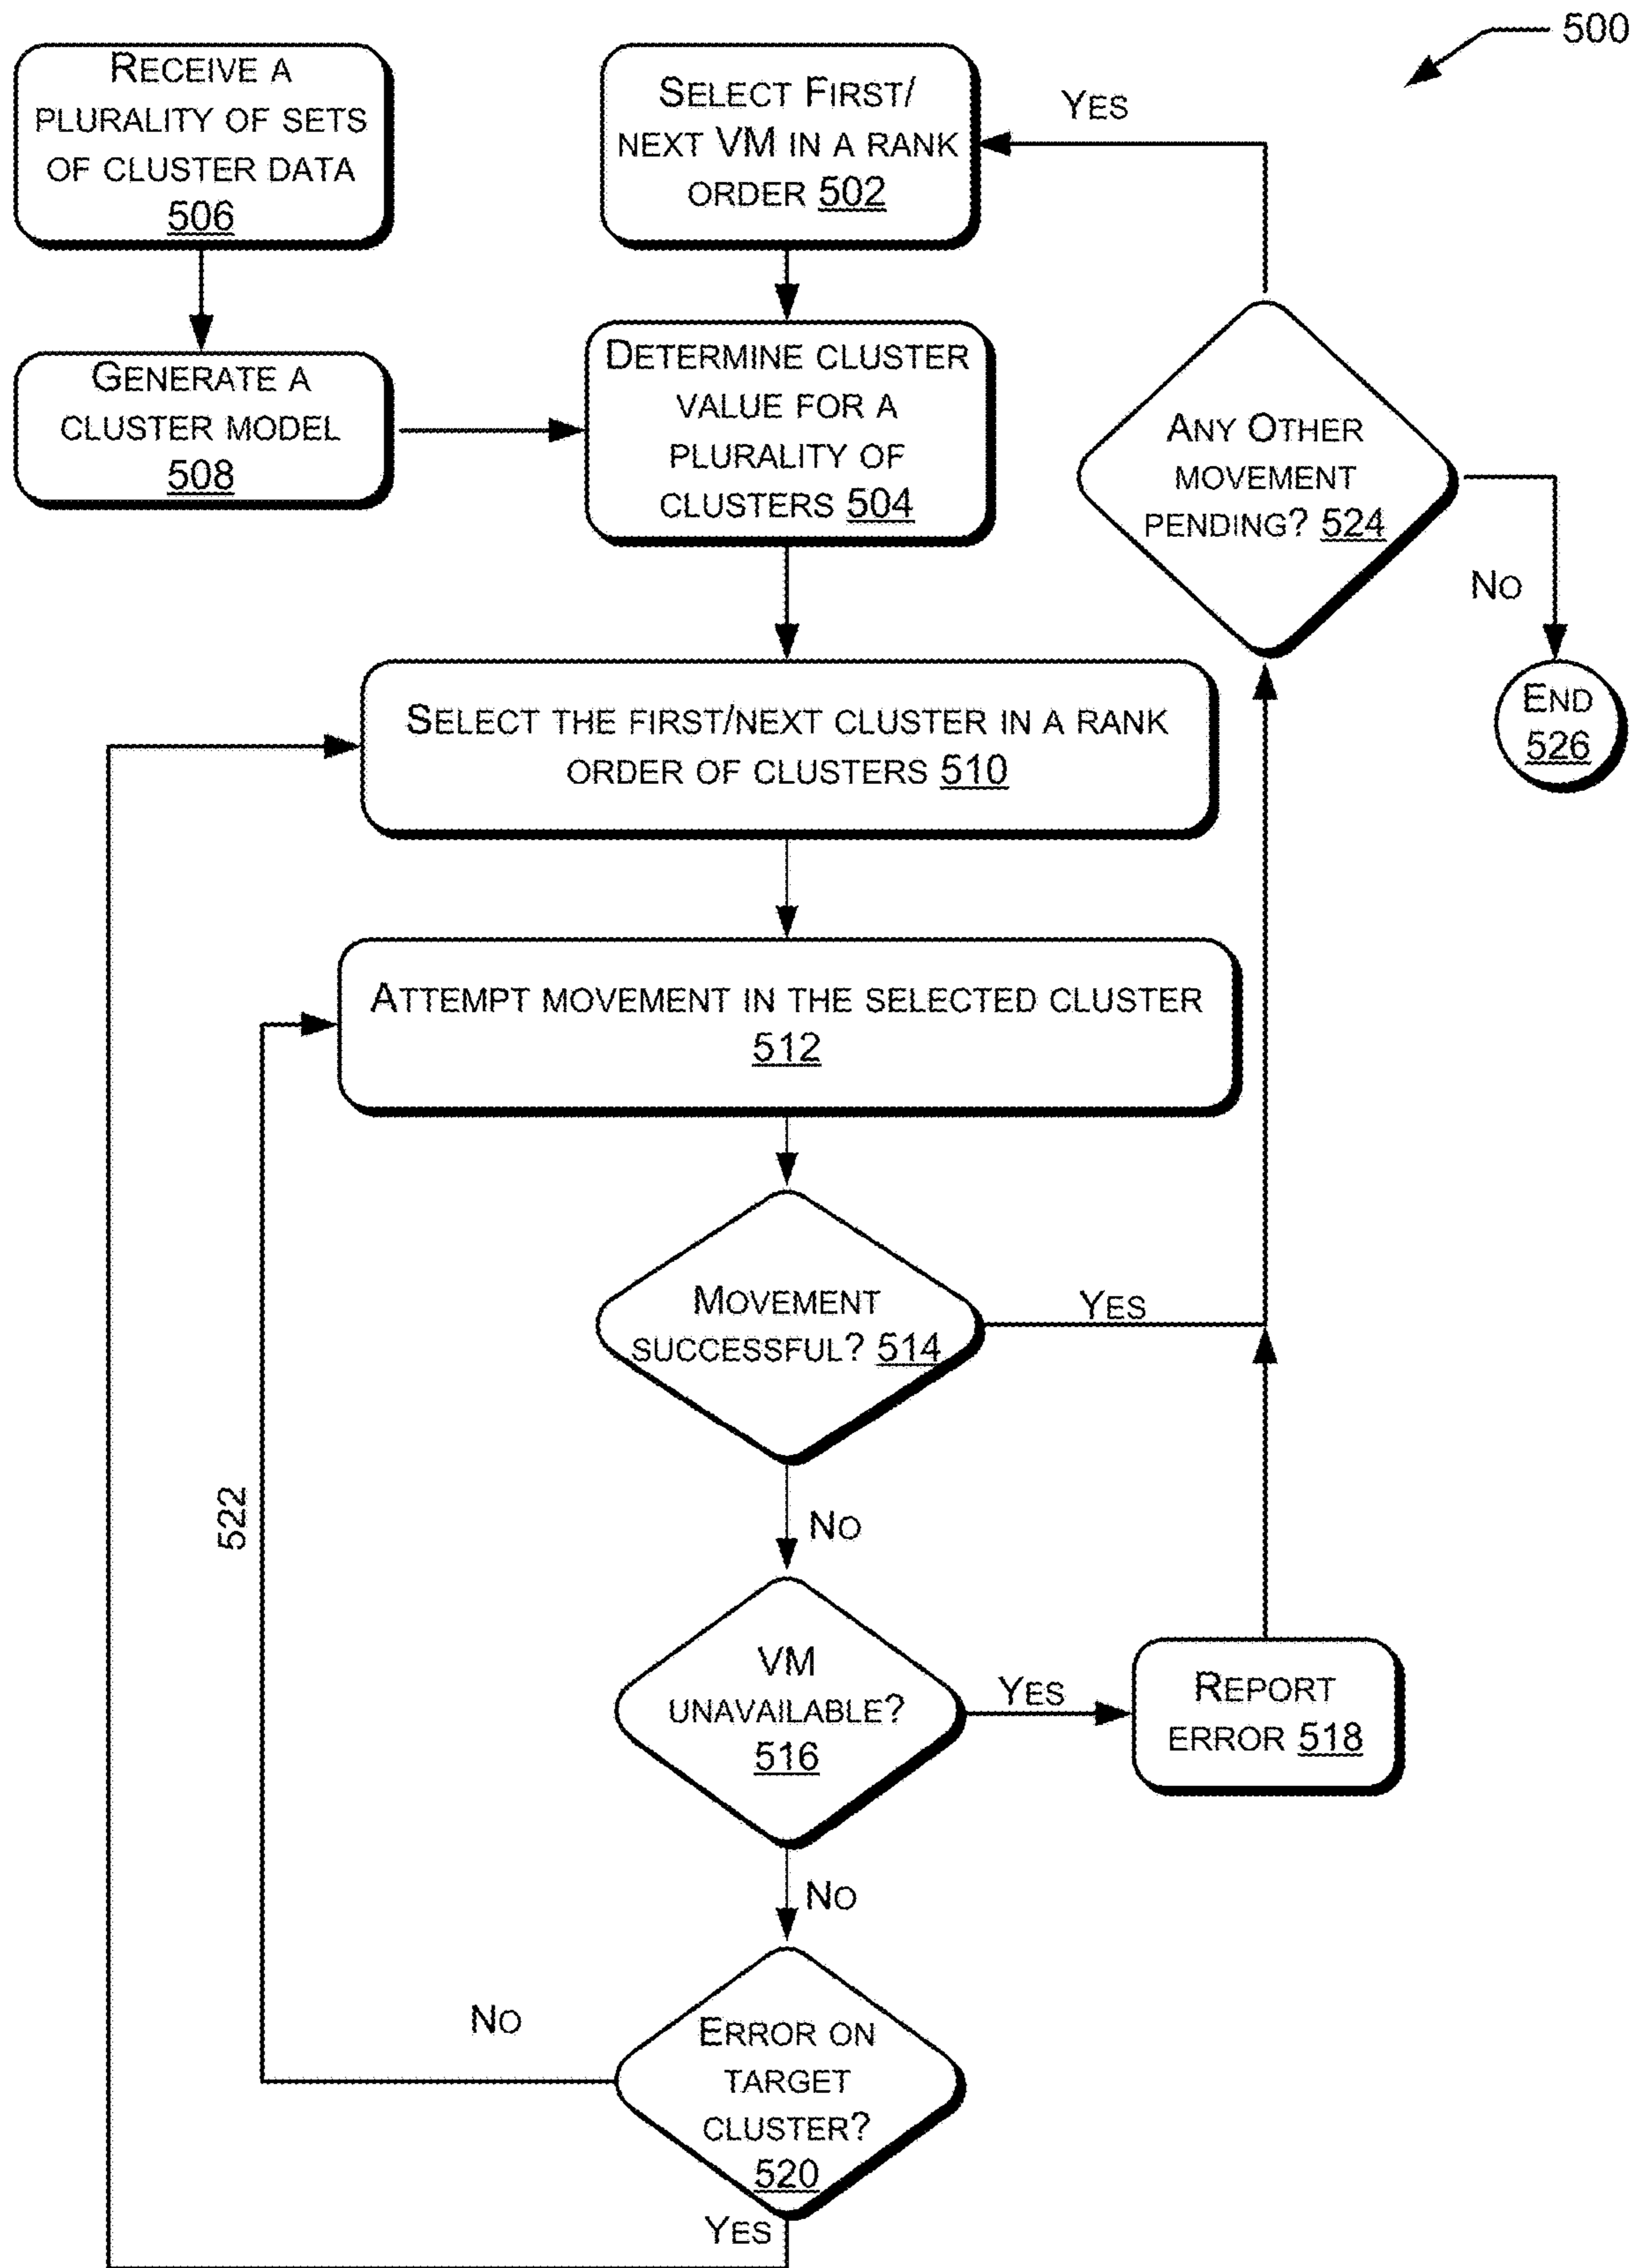 500
RECEIVE A
PLURALITY OF SETS
OF CLUSTER DATA
506
SELECT FIRST/
NEXT VM IN A RANK
ORDER 502
YES
GENERATE A
CLUSTER MODEL
508
DETERMINE CLUSTER
VALUE FOR A
PLURALITY OF
CLUSTERS 504
ANY OTHER
MOVEMENT
PENDING? 524
NO
END
526
SELECT THE FIRST/NEXT CLUSTER IN A RANK
ORDER OF CLUSTERS 510
ATTEMPT MOVEMENT IN THE SELECTED CLUSTER
512
MOVEMENT
SUCCESSFUL? 514
YES
NO
522
VM
UNAVAILABLE?
516
YES
REPORT
ERROR 518
NO
ERROR ON
TARGET
CLUSTER?
520
NO
YES